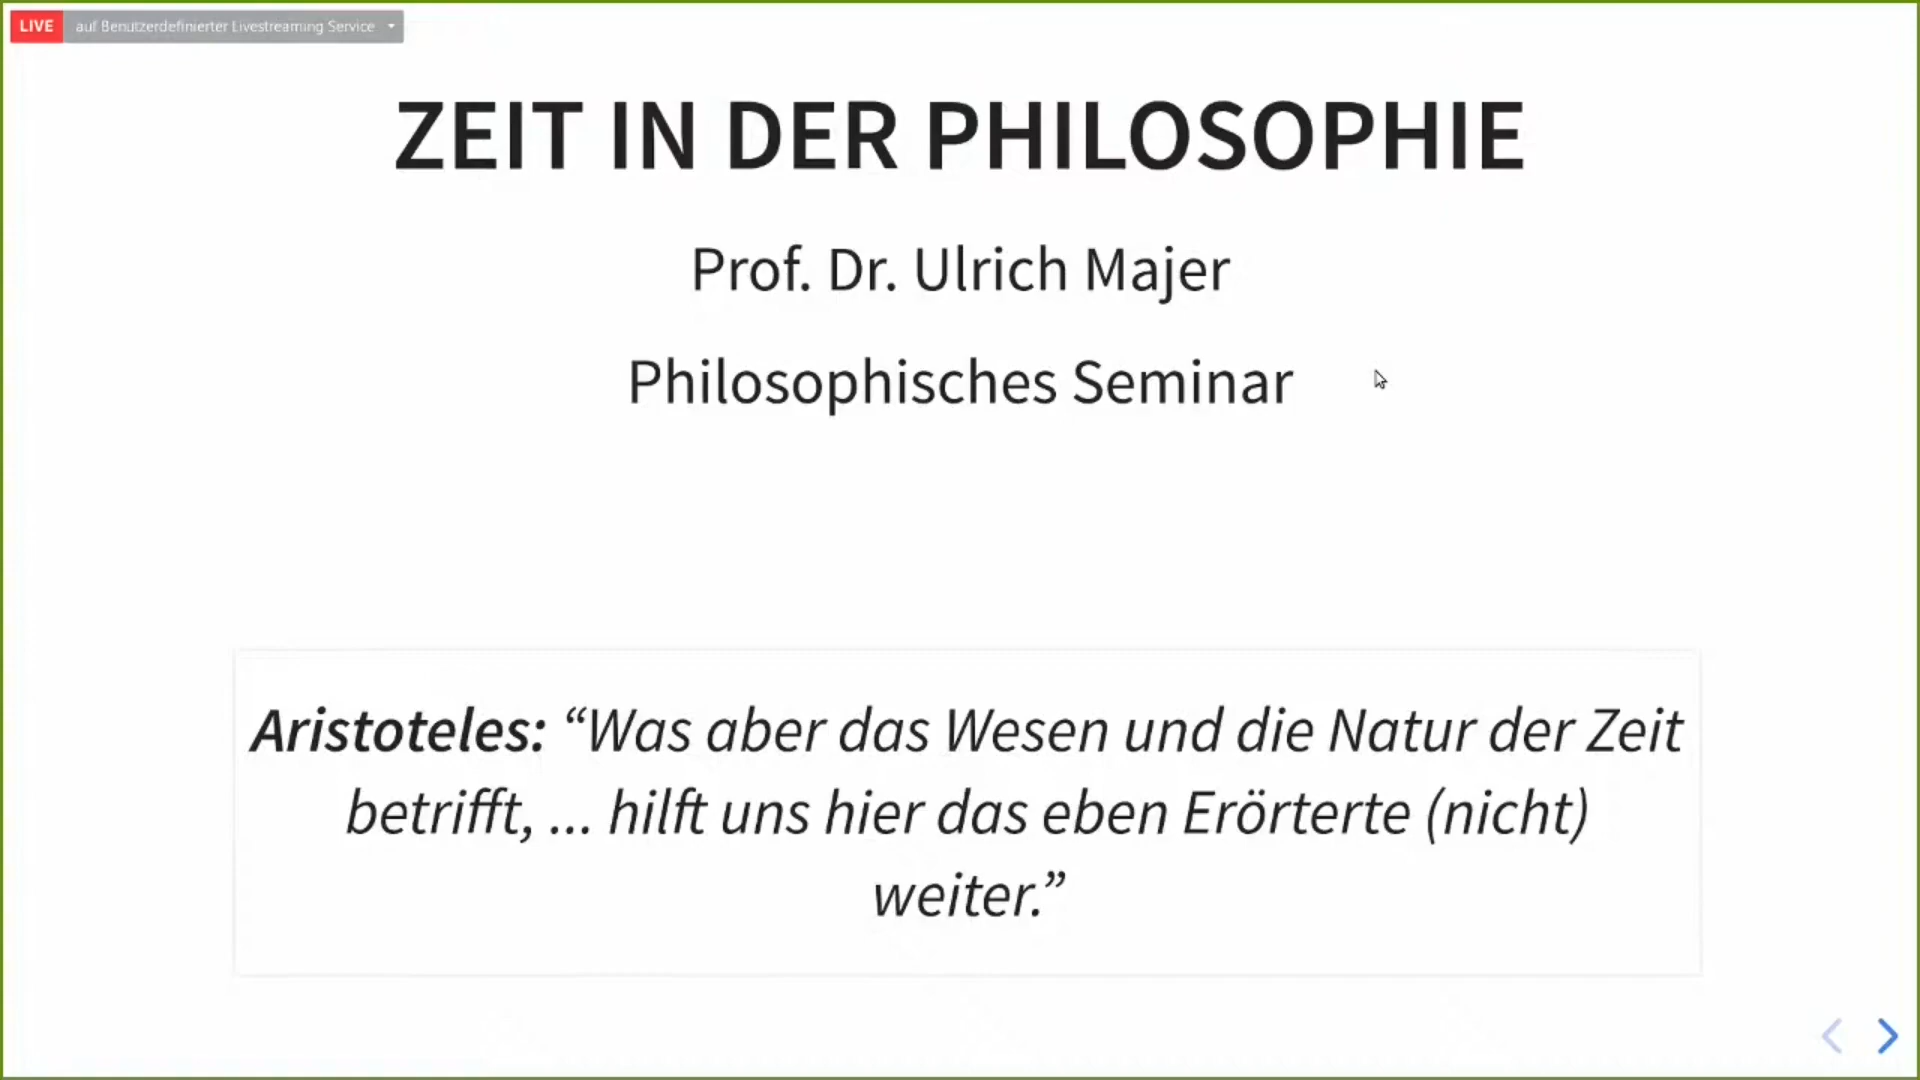 LIVE auf Benutzerdefinierter Livestreaming Service
ZEIT IN DER PHILOSOPHIE
Prof. Dr. Ulrich Majer
Philosophisches Seminar
Aristoteles: “Was aber das Wesen und die Natur der Zeit
betrifft, ... hilft uns hier das eben Erörterte (nicht)
weiter.”